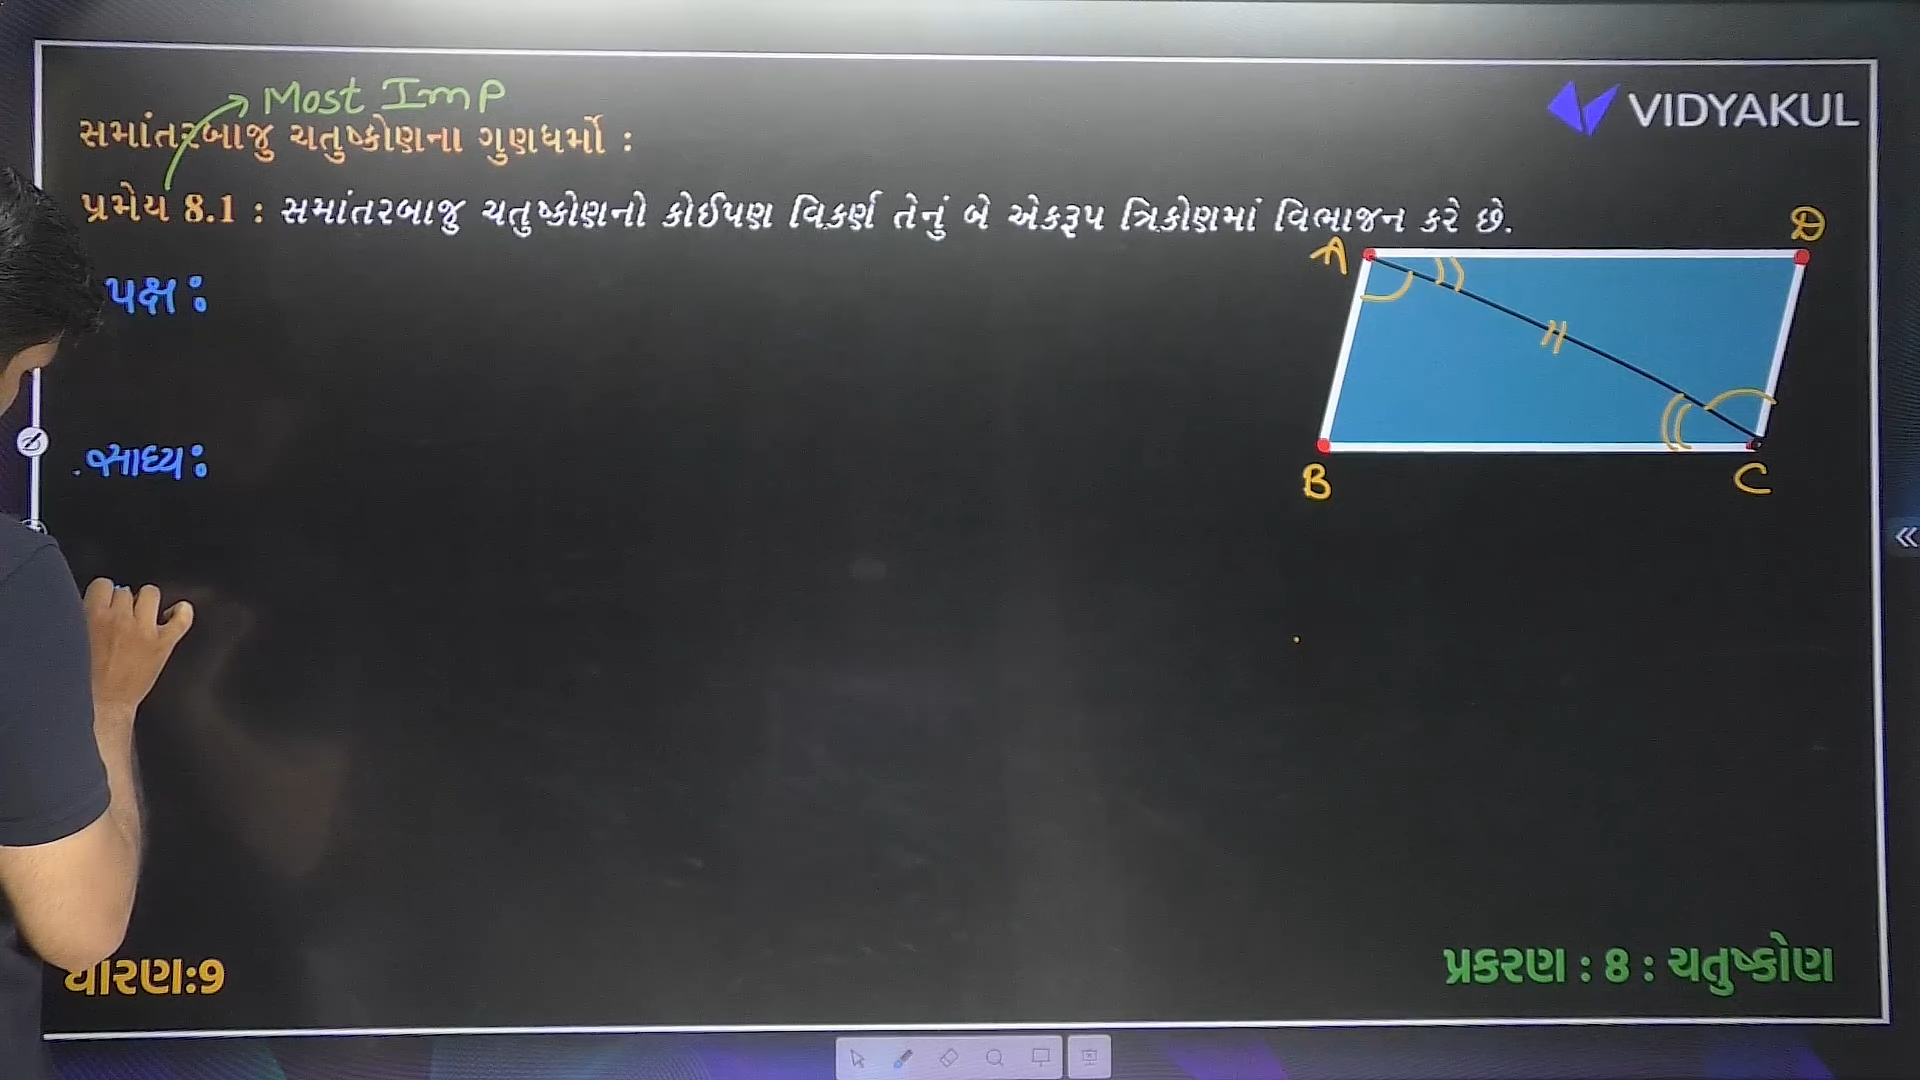 Most Imp
VIDYAKUL
સમાંતરબાજુ ચતુષ્કોણના ગુણધર્મો :
પ્રમેય 8.1 : સમાંતરબાજુ ચતુષ્કોણનો કોઈપણ વિકર્ણ તેનું બે એકરૂપ ત્રિકોણમાં વિભાજન કરે છે.
A D
પક્ષ :
સાધ્ય :
B C
ધોરણ:9
પ્રકરણ : 8 : ચતુષ્કોણ